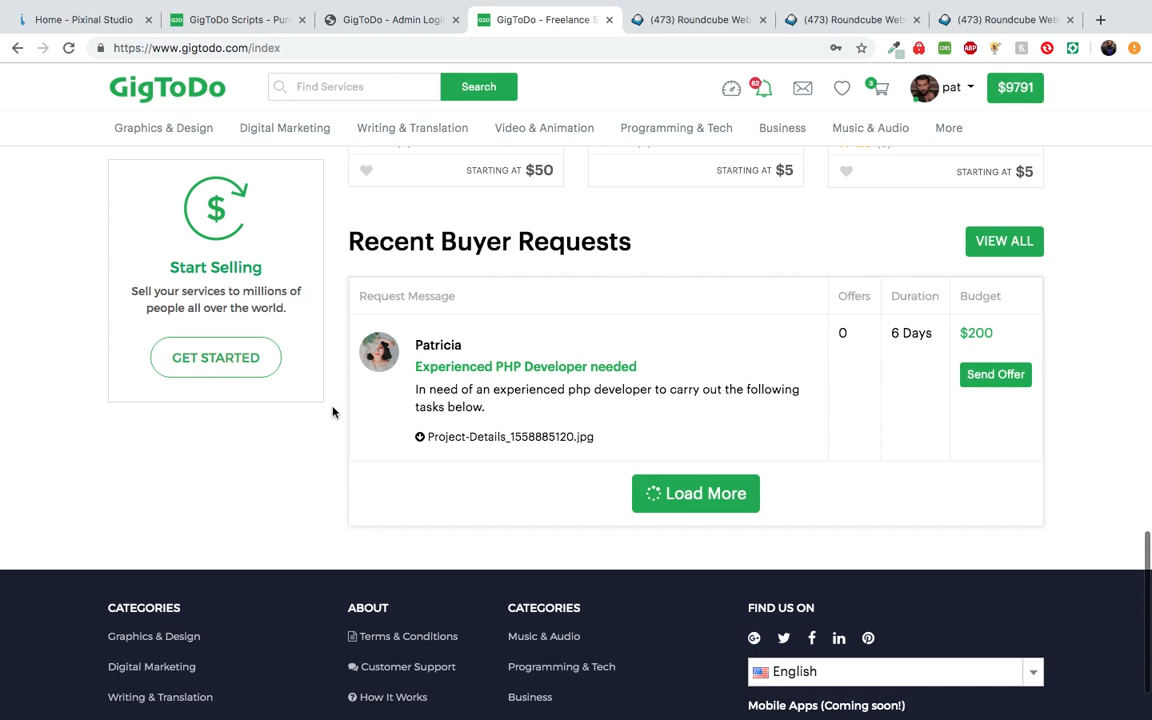 Home - Pixinal Studio
GigToDo Scripts - Pur
GigToDo - Admin Logi
GigToDo - Freelance S
(473) Roundcube Web
(473) Roundcube Web
(473) Roundcube Web
https://www.gigtodo.com/index
GigToDo
Find Services
Search
62
3
pat
$9791
Graphics & Design
Digital Marketing
Writing & Translation
Video & Animation
Programming & Tech
Business
Music & Audio
More
STARTING AT $50
STARTING AT $5
STARTING AT $5
$
Start Selling
Sell your services to millions of
people all over the world.
GET STARTED
Recent Buyer Requests
VIEW ALL
Request Message
Offers
Duration
Budget
Patricia
Experienced PHP Developer needed
In need of an experienced php developer to carry out the following
tasks below.
Project-Details_1558885120.jpg
0
6 Days
$200
Send Offer
Load More
CATEGORIES
Graphics & Design
Digital Marketing
Writing & Translation
ABOUT
Terms & Conditions
Customer Support
How It Works
CATEGORIES
Music & Audio
Programming & Tech
Business
FIND US ON
English
Mobile Apps (Coming soon!)